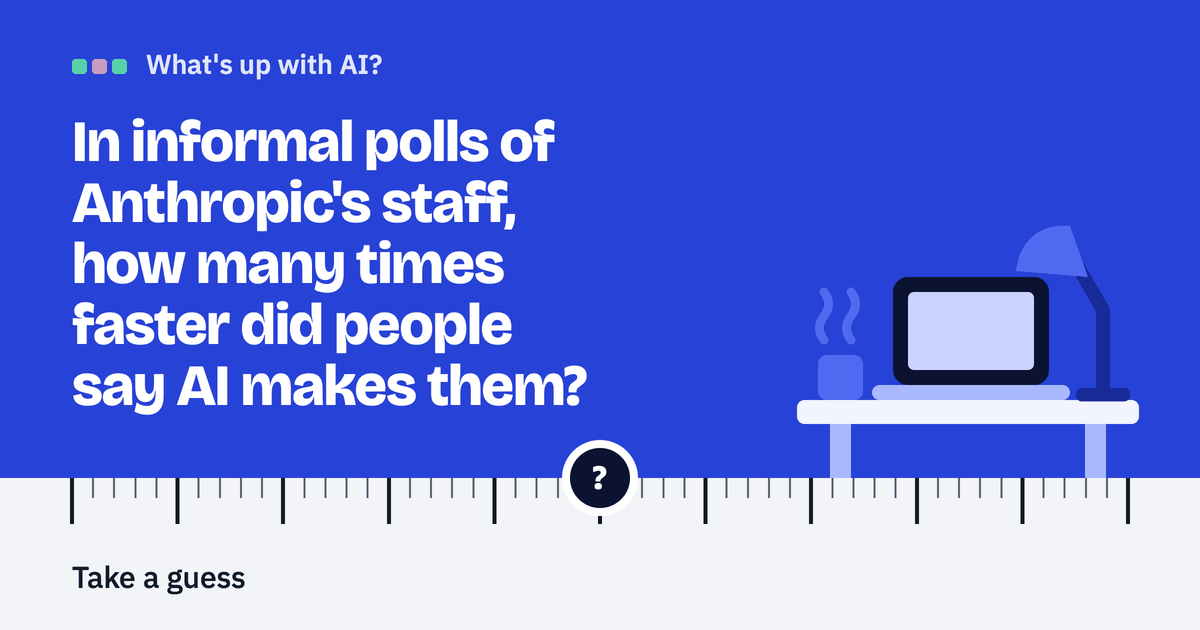 What's up with AI?
In informal polls of
Anthropic's staff,
how many times
faster did people
say AI makes them?
?
Take a guess